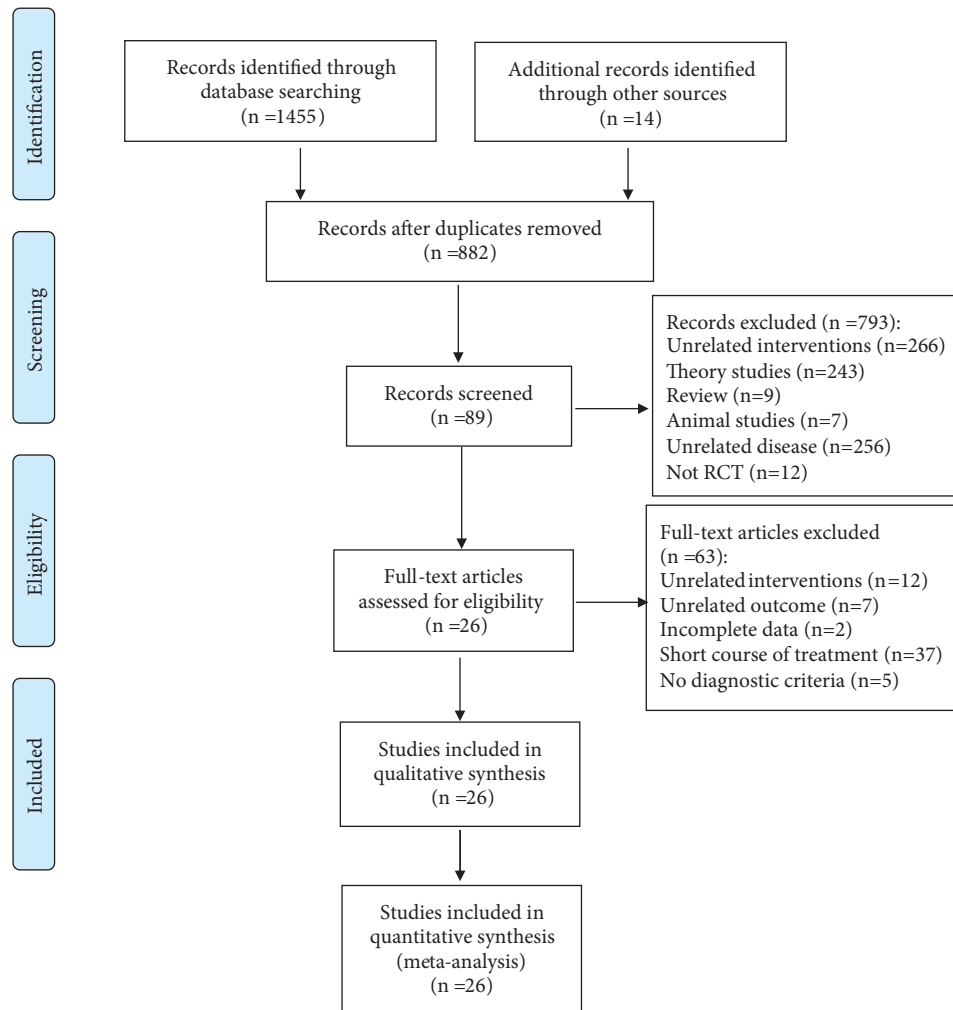 Identification
Records identified through
database searching
(n =1455)
Additional records identified
through other sources
(n =14)
Records after duplicates removed
(n =882)
Screening
Records screened
(n =89)
Records excluded (n =793):
Unrelated interventions (n=266)
Theory studies (n=243)
Review (n=9)
Animal studies (n=7)
Unrelated disease (n=256)
Not RCT (n=12)
Eligibility
Full-text articles
assessed for eligibility
(n =26)
Full-text articles excluded
(n =63):
Unrelated interventions (n=12)
Unrelated outcome (n=7)
Incomplete data (n=2)
Short course of treatment (n=37)
No diagnostic criteria (n=5)
Included
Studies included in
qualitative synthesis
(n =26)
Studies included in
quantitative synthesis
(meta-analysis)
(n =26)